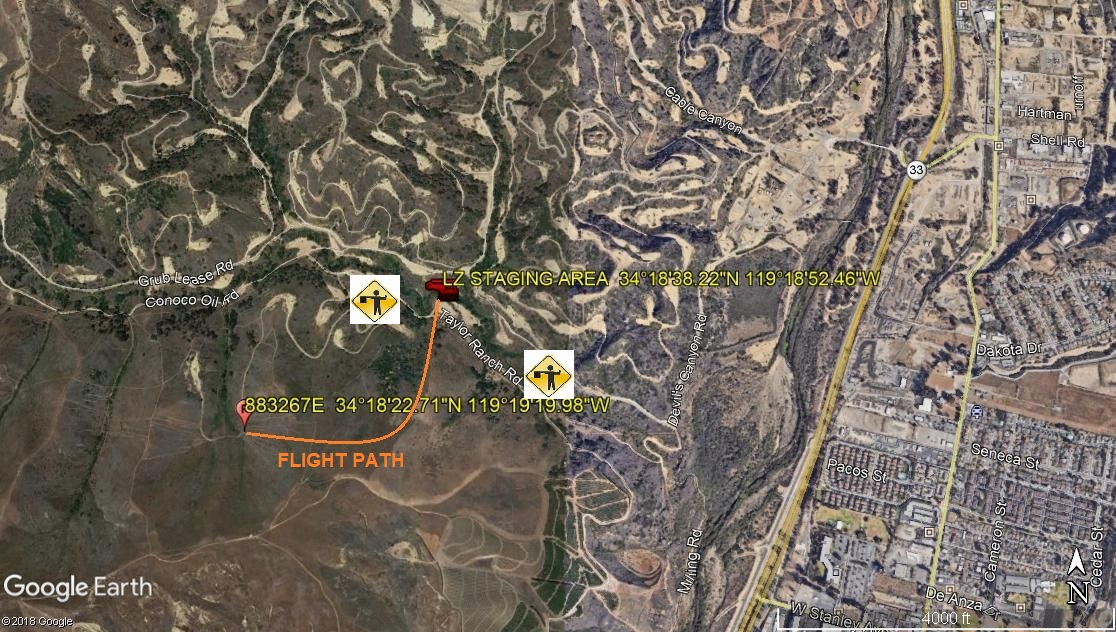 Cable Canyon
Hartman
Shell Rd
33
Grub Lease Rd
LZ STAGING AREA 34°18'38.22"N 119°18'52.46"W
Conoco Oil Rd
Taylor Ranch Rd
Devil's Canyon Rd
Dakota Dr
883267E 34°18'22.71"N 119°19'19.98"W
FLIGHT PATH
Pacos St
Seneca St
Cameron St
Cedar St
Mining Rd
Google Earth
N
De Anza Dr
W Stanley
4000 ft
©2018 Google